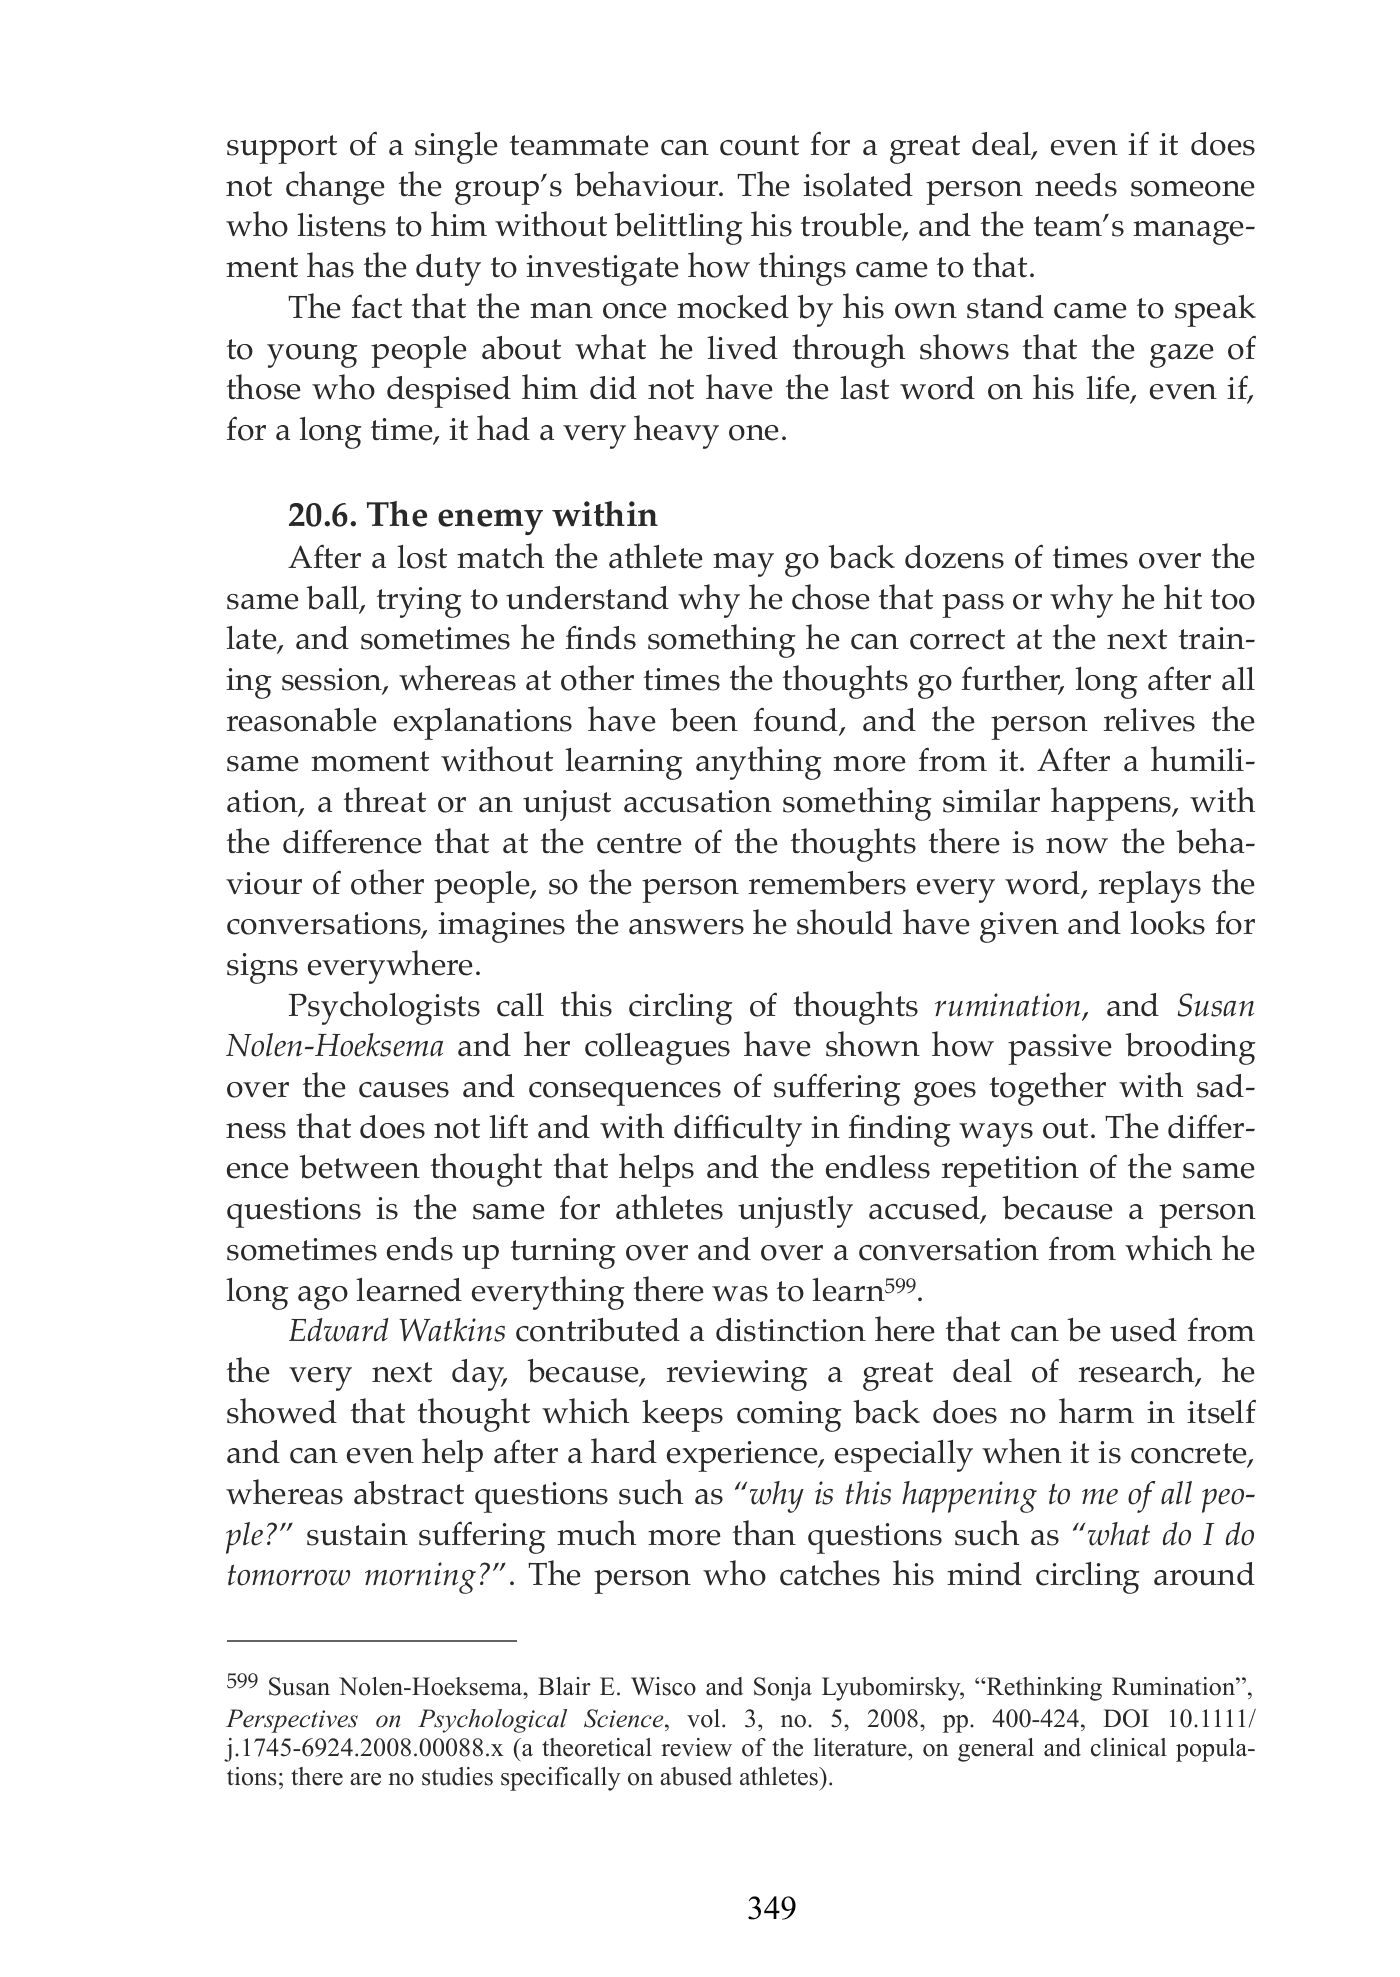 support of a single teammate can count for a great deal, even if it does
not change the group’s behaviour. The isolated person needs someone
who listens to him without belittling his trouble, and the team’s manage-
ment has the duty to investigate how things came to that.
The fact that the man once mocked by his own stand came to speak
to young people about what he lived through shows that the gaze of
those who despised him did not have the last word on his life, even if,
for a long time, it had a very heavy one.
20.6. The enemy within
After a lost match the athlete may go back dozens of times over the
same ball, trying to understand why he chose that pass or why he hit too
late, and sometimes he finds something he can correct at the next train-
ing session, whereas at other times the thoughts go further, long after all
reasonable explanations have been found, and the person relives the
same moment without learning anything more from it. After a humili-
ation, a threat or an unjust accusation something similar happens, with
the difference that at the centre of the thoughts there is now the beha-
viour of other people, so the person remembers every word, replays the
conversations, imagines the answers he should have given and looks for
signs everywhere.
Psychologists call this circling of thoughts rumination, and Susan
Nolen-Hoeksema and her colleagues have shown how passive brooding
over the causes and consequences of suffering goes together with sad-
ness that does not lift and with difficulty in finding ways out. The differ-
ence between thought that helps and the endless repetition of the same
questions is the same for athletes unjustly accused, because a person
sometimes ends up turning over and over a conversation from which he
long ago learned everything there was to learn599.
Edward Watkins contributed a distinction here that can be used from
the very next day, because, reviewing a great deal of research, he
showed that thought which keeps coming back does no harm in itself
and can even help after a hard experience, especially when it is concrete,
whereas abstract questions such as “why is this happening to me of all peo-
ple?” sustain suffering much more than questions such as “what do I do
tomorrow morning?”. The person who catches his mind circling around
599 Susan Nolen-Hoeksema, Blair E. Wisco and Sonja Lyubomirsky, “Rethinking Rumination”,
Perspectives on Psychological Science, vol. 3, no. 5, 2008, pp. 400-424, DOI 10.1111/
j.1745-6924.2008.00088.x (a theoretical review of the literature, on general and clinical popula-
tions; there are no studies specifically on abused athletes).
349